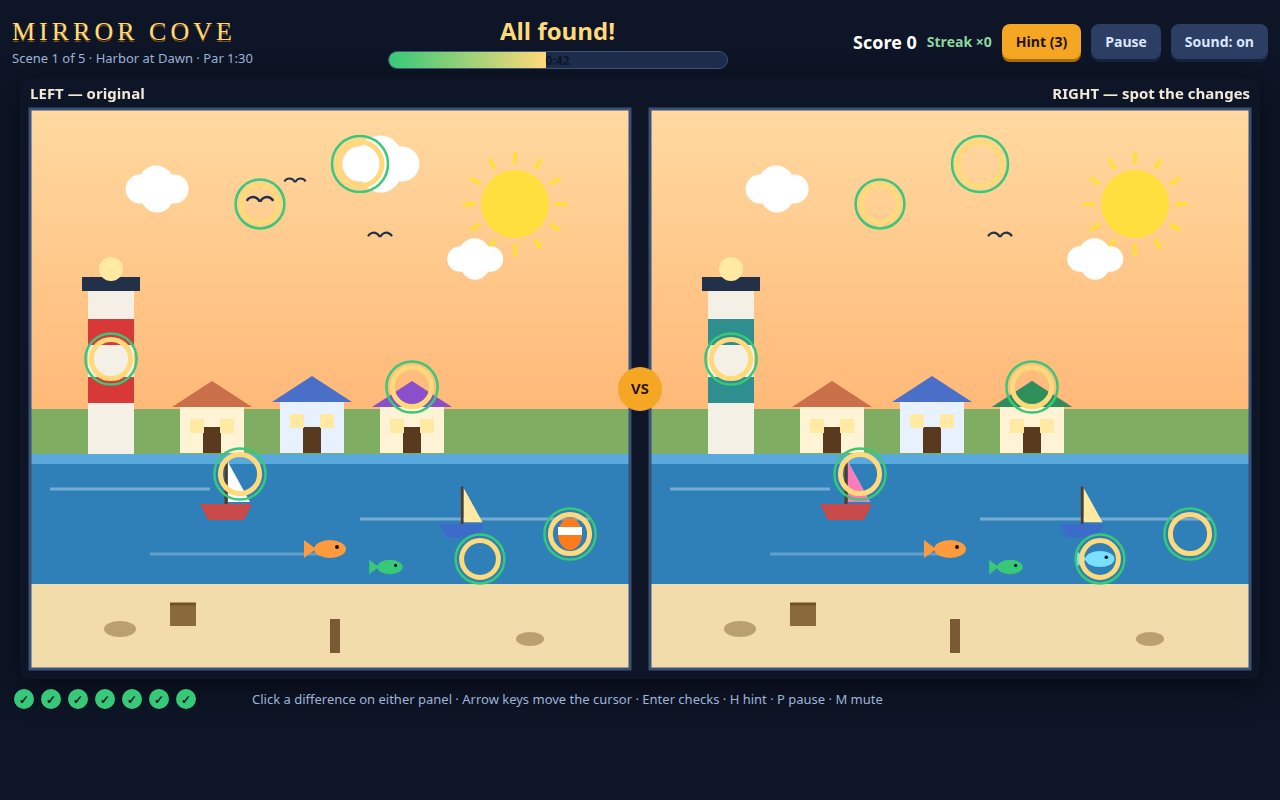 MIRROR COVE
Scene 1 of 5 · Harbor at Dawn · Par 1:30
All found!
0:42
Score 0
Streak ×0
Hint (3)
Pause
Sound: on
LEFT — original
RIGHT — spot the changes
VS
Click a difference on either panel · Arrow keys move the cursor · Enter checks · H hint · P pause · M mute